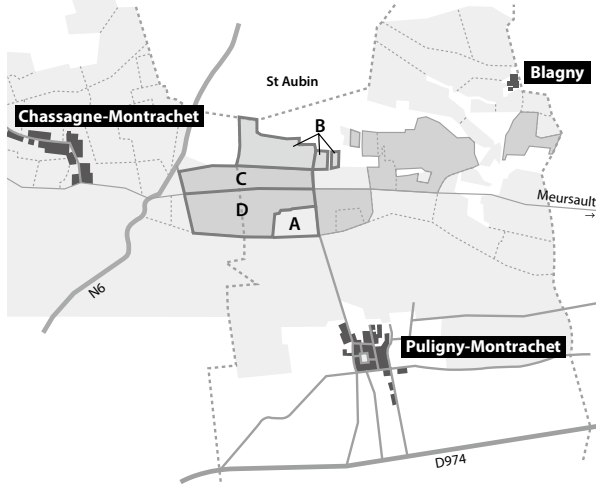 Blagny
St Aubin
Chassagne-Montrachet
B
C
Meursault
→
D
A
N6
Puligny-Montrachet
D974